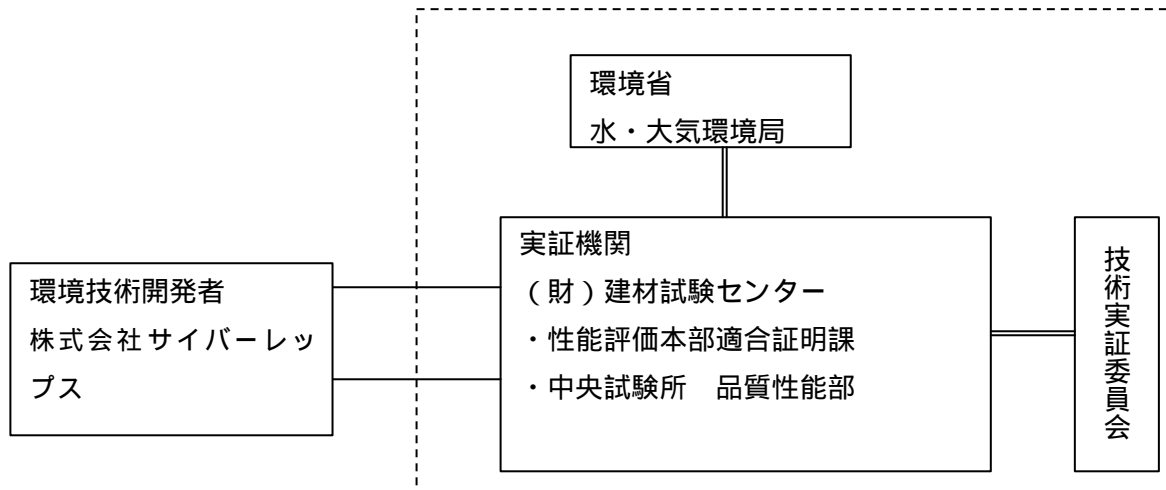 環境省
水・大気環境局
実証機関
（財）建材試験センター
・性能評価本部適合証明課
・中央試験所　品質性能部
環境技術開発者
株式会社サイバーレッ
プス
技術実証委員会